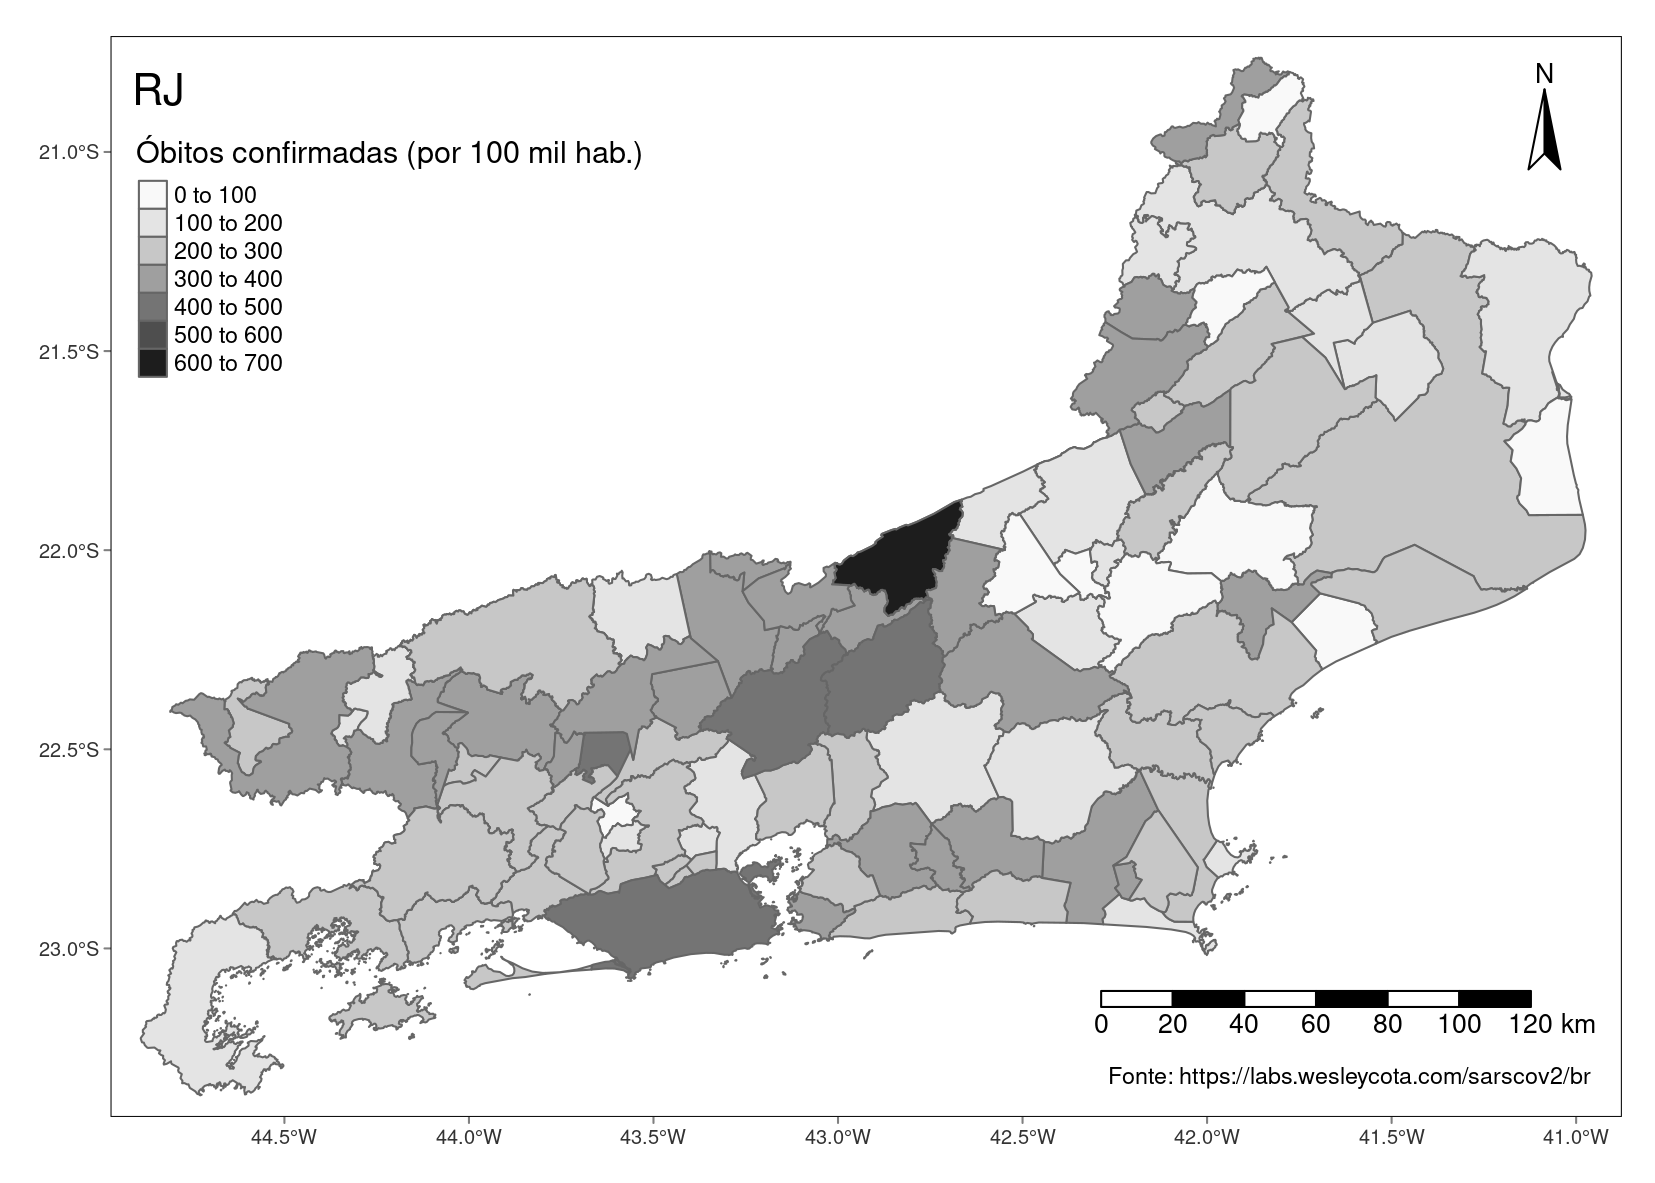 RJ
N
Óbitos confirmadas (por 100 mil hab.)
0 to 100
100 to 200
200 to 300
300 to 400
400 to 500
500 to 600
600 to 700
21.0°S
21.5°S
22.0°S
22.5°S
23.0°S
0 20 40 60 80 100 120 km
Fonte: https://labs.wesleycota.com/sarscov2/br
44.5°W 44.0°W 43.5°W 43.0°W 42.5°W 42.0°W 41.5°W 41.0°W